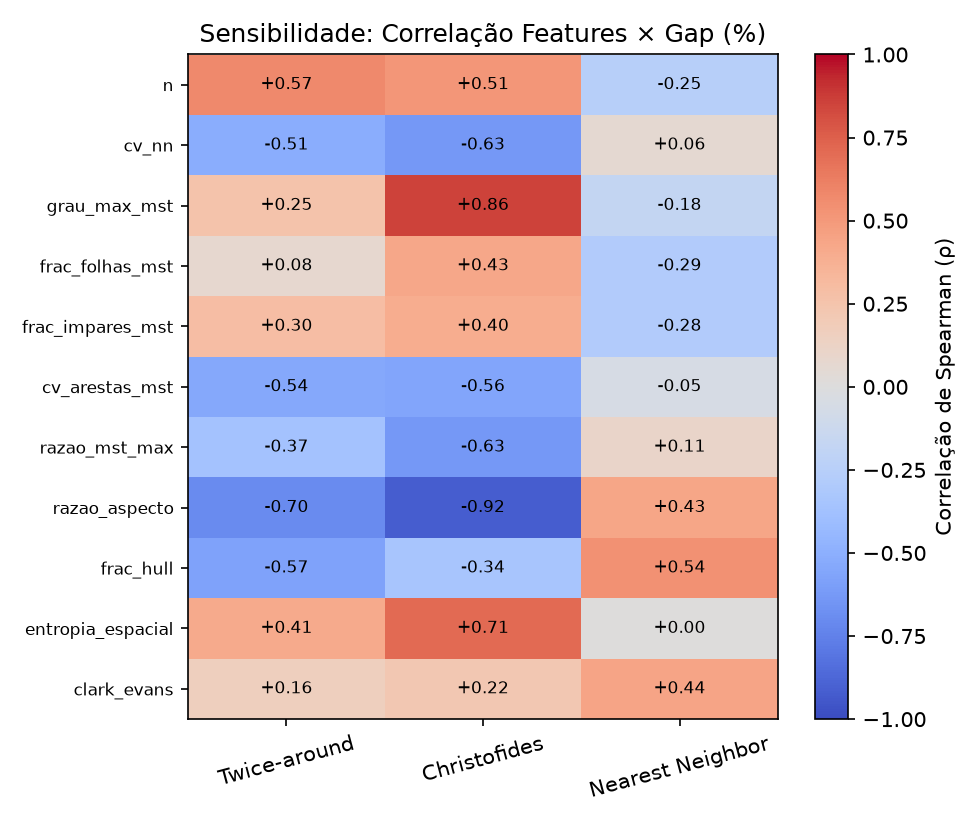 Sensibilidade: Correlação Features × Gap (%)
n +0.57 +0.51 -0.25
cv_nn -0.51 -0.63 +0.06
grau_max_mst +0.25 +0.86 -0.18
frac_folhas_mst +0.08 +0.43 -0.29
frac_impares_mst +0.30 +0.40 -0.28
cv_arestas_mst -0.54 -0.56 -0.05
razao_mst_max -0.37 -0.63 +0.11
razao_aspecto -0.70 -0.92 +0.43
frac_hull -0.57 -0.34 +0.54
entropia_espacial +0.41 +0.71 +0.00
clark_evans +0.16 +0.22 +0.44
Twice-around Christofides Nearest Neighbor
1.00
0.75
0.50
0.25
0.00
−0.25
−0.50
−0.75
−1.00
Correlação de Spearman (ρ)